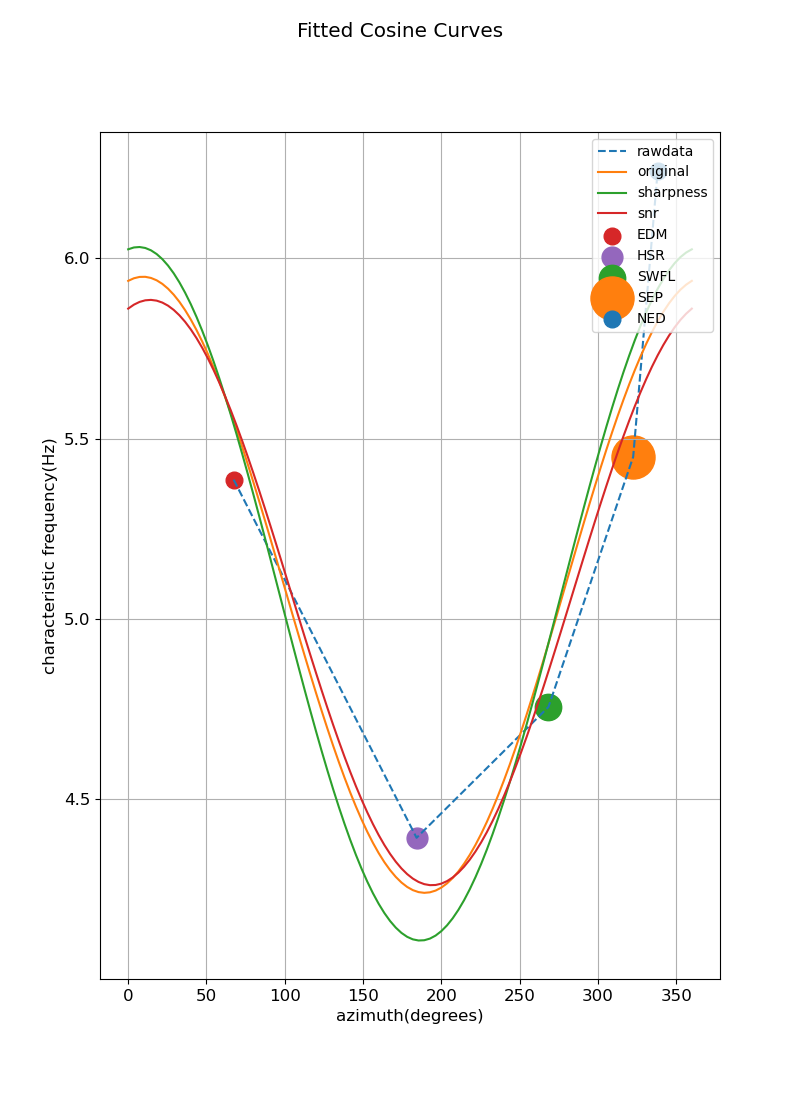 Fitted Cosine Curves
rawdata
original
sharpness
snr
EDM
HSR
SWFL
SEP
NED
6.0
5.5
5.0
4.5
characteristic frequency(Hz)
0 50 100 150 200 250 300 350
azimuth(degrees)